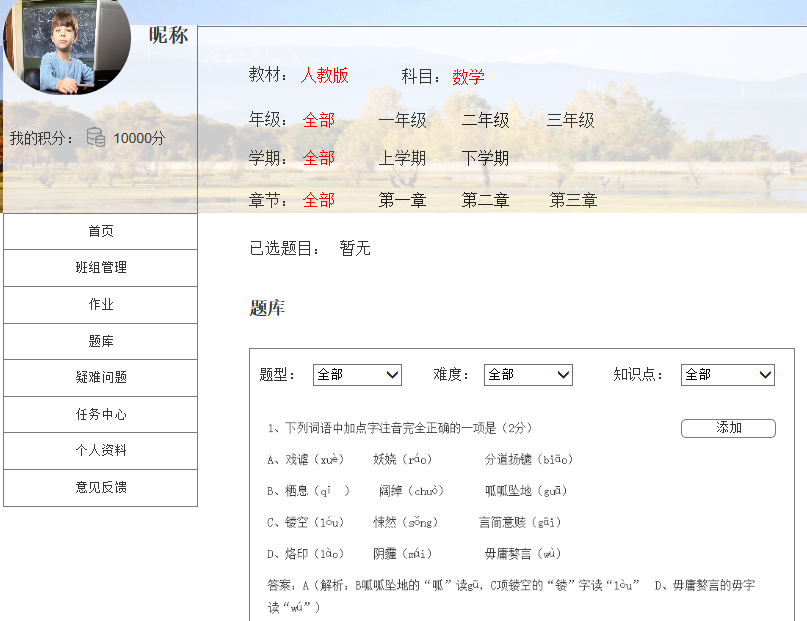 昵称
我的积分： 10000分
首页
班组管理
作业
题库
疑难问题
任务中心
个人资料
意见反馈
教材： 人教版 科目：数学
年级： 全部 一年级 二年级 三年级
学期： 全部 上学期 下学期
章节： 全部 第一章 第二章 第三章
已选题目： 暂无
题库
题型： 全部 难度： 全部 知识点： 全部
1、下列词语中加点字注音完全正确的一项是（2分） 添加
A、戏谑（xuè） 妖娆（ráo） 分道扬镳（biāo）
B、栖息（qī ） 阔绰（chuò） 呱呱坠地（guā）
C、镂空（lóu） 悚然（sǒng） 言简意赅（gāi）
D、烙印（lào） 阴霾（mái） 毋庸赘言（wù）
答案：A（解析：B呱呱坠地的“呱”读gū，C项镂空的“镂”字读“lòu” D、毋庸赘言的毋字
读“wú”）